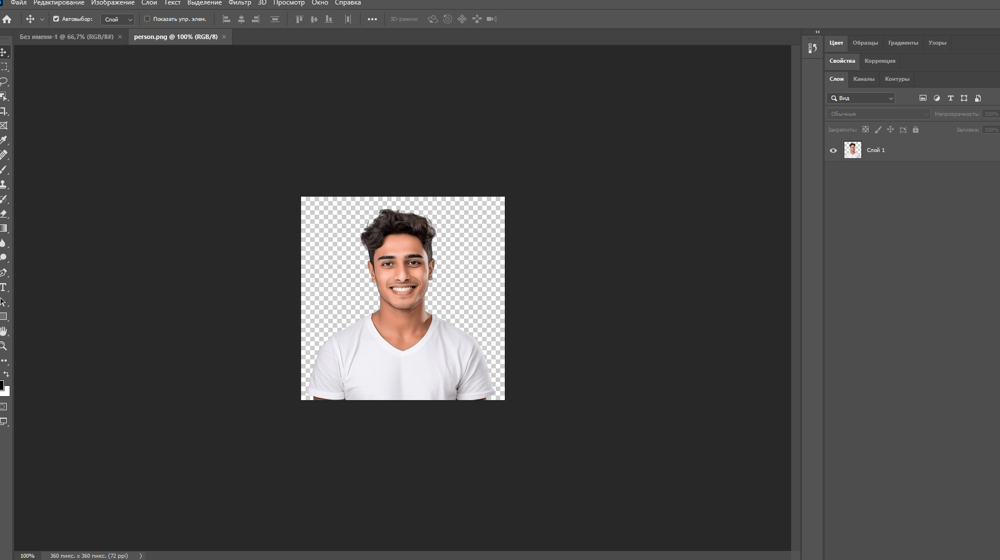 Файл Редактирование Изображение Слои Текст Выделение Фильтр 3D Просмотр Окно Справка
Автовыбор: Слой Показать упр. элем. 3D-режим:
Без имени-1 @ 66,7% (RGB/8#) × person.png @ 100% (RGB/8) ×
Цвет Образцы Градиенты Узоры
Свойства Коррекция
Слои Каналы Контуры
Вид
Обычные Непрозрачность: 100%
Закрепить: Заливка: 100%
Слой 1
100% 360 пикс. x 360 пикс. (72 ppi)